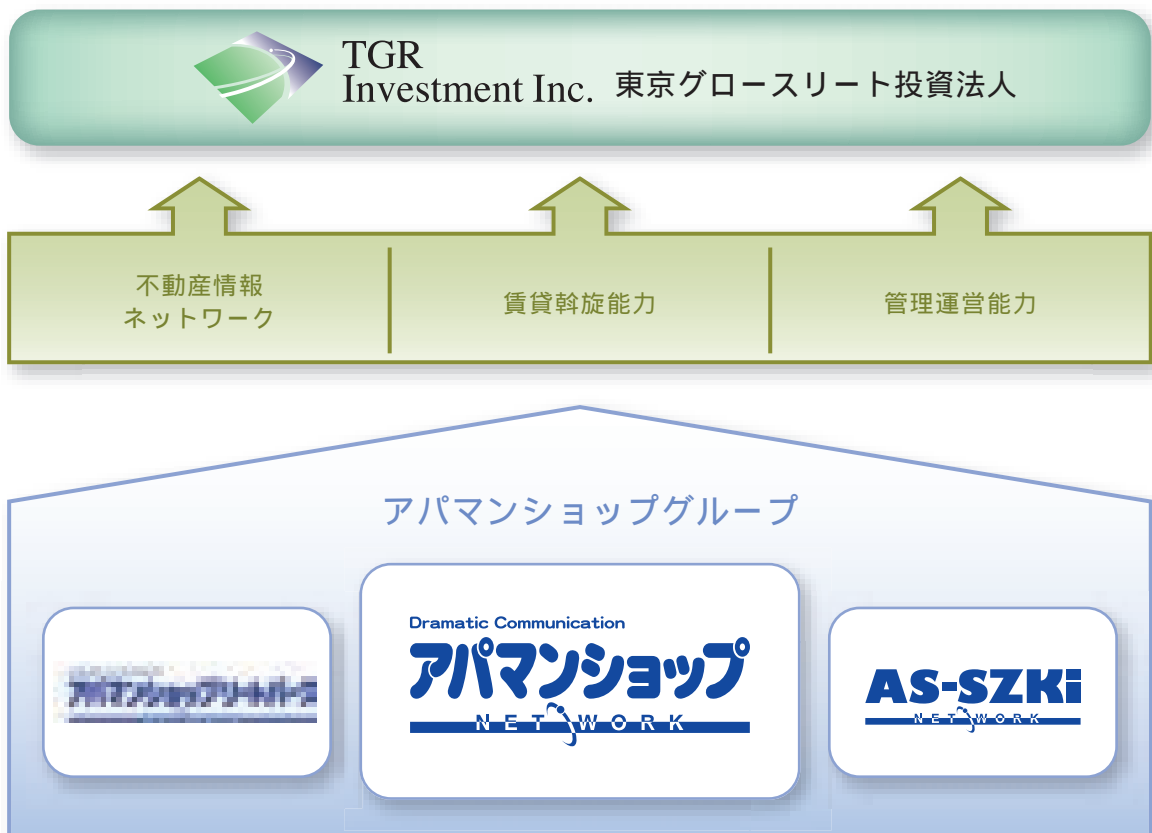 TGR
Investment Inc. 東京グロースリート投資法人
不動産情報
ネットワーク
賃貸斡旋能力
管理運営能力
アパマンショップグループ
Dramatic Communication
アパマンショップ
NETWORK
AS-SZKi
NETWORK